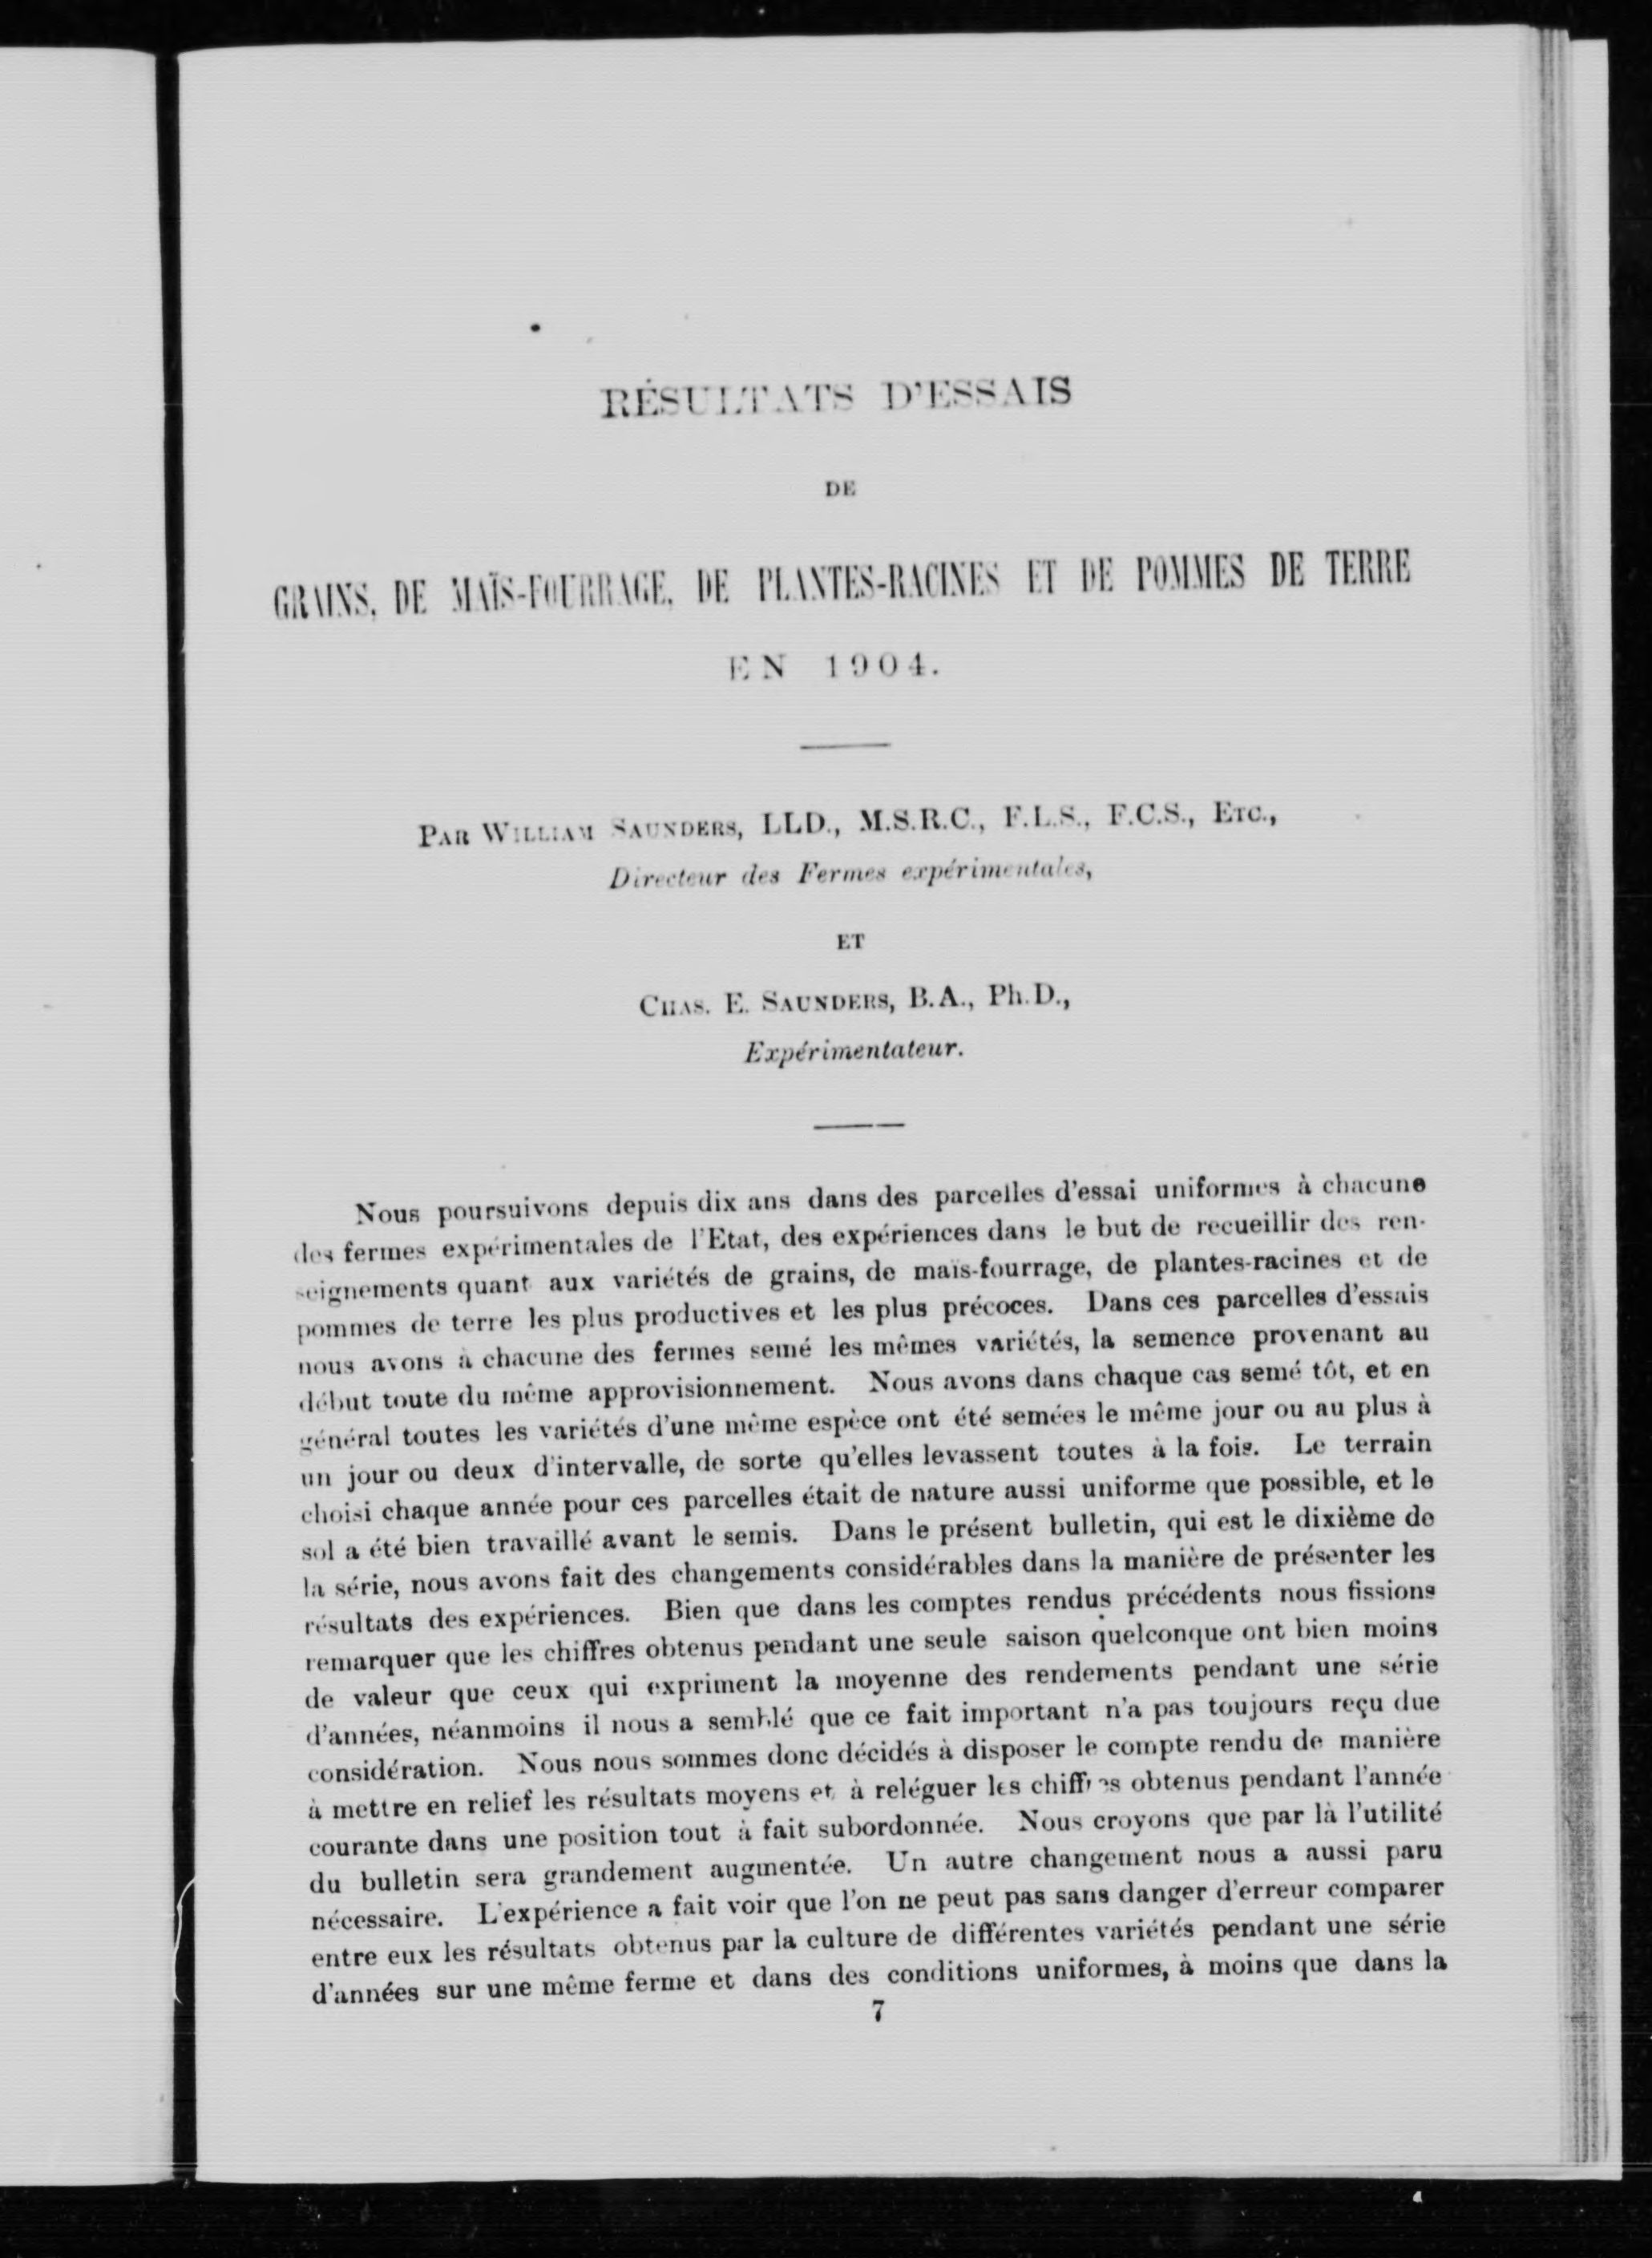 RÉSULTATS D'ESSAIS
DE
GRAINS, DE MAÏS-FOURRAGE, DE PLANTES-RACINES ET DE POMMES DE TERRE
EN 1904.
PAR WILLIAM SAUNDERS, LLD., M.S.R.C., F.L.S., F.C.S., ETC.,
Directeur des Fermes expérimentales,
ET
CHAS. E. SAUNDERS, B.A., Ph.D.,
Expérimentateur.
Nous poursuivons depuis dix ans dans des parcelles d'essai uniformes à chacune
des fermes expérimentales de l'Etat, des expériences dans le but de recueillir des ren-
seignements quant aux variétés de grains, de maïs-fourrage, de plantes-racines et de
pommes de terre les plus productives et les plus précoces. Dans ces parcelles d'essais
nous avons à chacune des fermes semé les mêmes variétés, la semence provenant au
début toute du même approvisionnement. Nous avons dans chaque cas semé tôt, et en
général toutes les variétés d'une même espèce ont été semées le même jour ou au plus à
un jour ou deux d'intervalle, de sorte qu'elles levassent toutes à la fois. Le terrain
choisi chaque année pour ces parcelles était de nature aussi uniforme que possible, et le
sol a été bien travaillé avant le semis. Dans le présent bulletin, qui est le dixième de
la série, nous avons fait des changements considérables dans la manière de présenter les
résultats des expériences. Bien que dans les comptes rendus précédents nous fissions
remarquer que les chiffres obtenus pendant une seule saison quelconque ont bien moins
de valeur que ceux qui expriment la moyenne des rendements pendant une série
d'années, néanmoins il nous a semblé que ce fait important n'a pas toujours reçu due
considération. Nous nous sommes donc décidés à disposer le compte rendu de manière
à mettre en relief les résultats moyens et à reléguer les chiffres obtenus pendant l'année
courante dans une position tout à fait subordonnée. Nous croyons que par là l'utilité
du bulletin sera grandement augmentée. Un autre changement nous a aussi paru
nécessaire. L'expérience a fait voir que l'on ne peut pas sans danger d'erreur comparer
entre eux les résultats obtenus par la culture de différentes variétés pendant une série
d'années sur une même ferme et dans des conditions uniformes, à moins que dans la
7